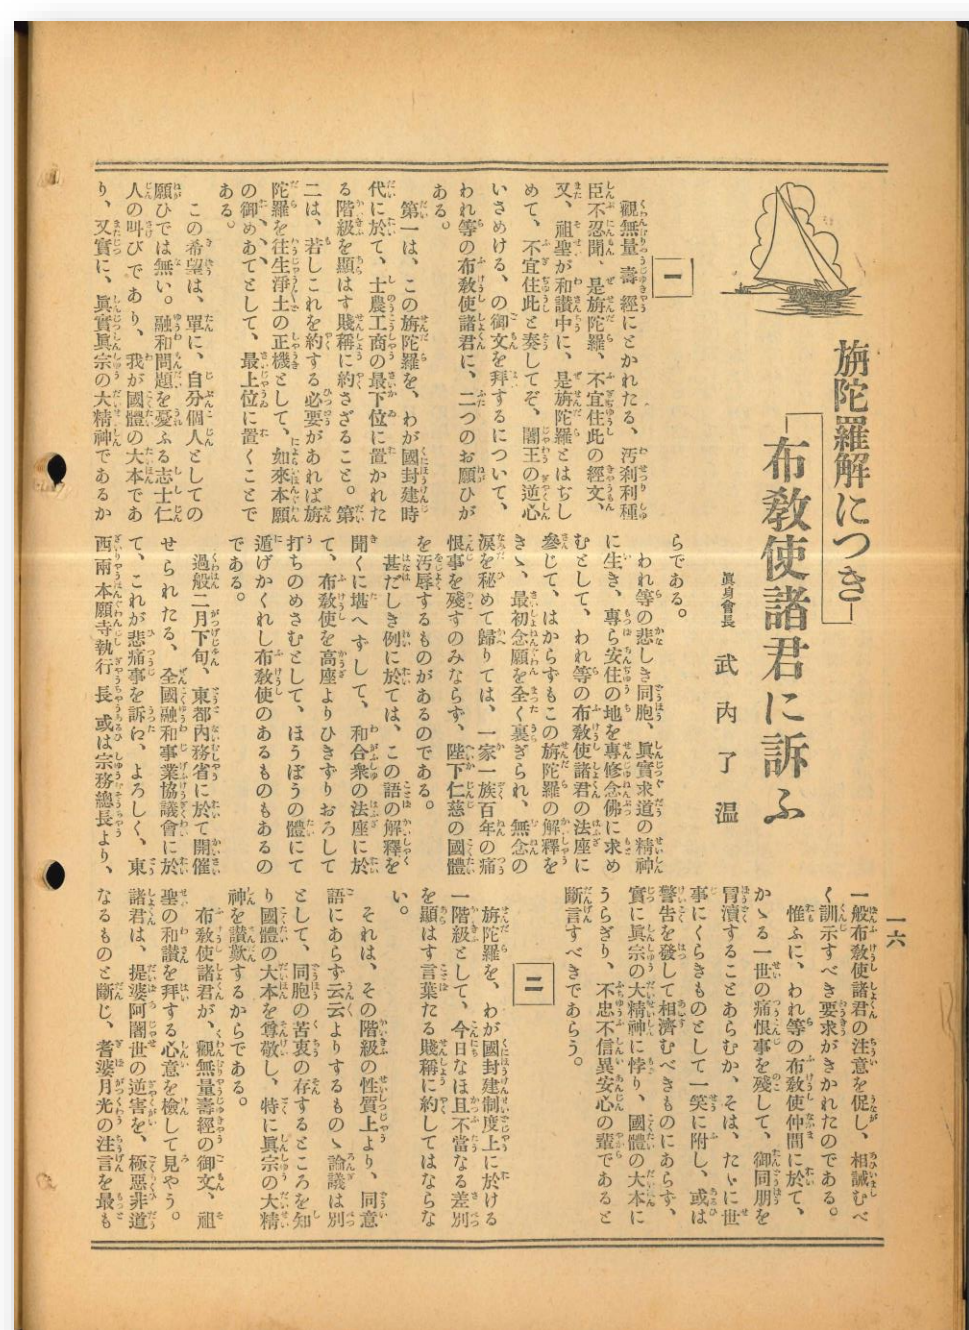 一六
旃陀羅解につき
布教使諸君に訴ふ
眞身會長 武内了溫
一
觀無量壽經にとかれたる、汚刹利種
臣不忍聞、是旃陀羅、不宜住此の經文、
又、祖聖が和讃中に、是旃陀羅とはぢし
めて、不宜住此と奏してぞ、闍王の逆心
いさめける、の御文を拜するについて、
われ等の布教使諸君に、二つのお願ひが
ある。
第一は、この旃陀羅を、わが國封建時
代に於て、士農工商の最下位に置かれた
る階級を顯はす賤稱に約さざること。第
二は、若しこれを約する必要があれば旃
陀羅を往生淨土の正機として、如來本願
の御めあてとして、最上位に置くことで
ある。
この希望は、單に、自分個人としての
願ひでは無い。融和問題を憂ふる志士仁
人の叫びであり、我が國體の大本であ
り、又實に、眞實眞宗の大精神であるか
らである。
われ等の悲しき同胞、眞實求道の精神
に生き、專ら安住の地を專修念佛に求め
むとして、われ等の布教使諸君の法座に
參じて、はからずもこの旃陀羅の解釋を
きゝ、最初念願を全く裏ぎられ、無念の
涙を秘めて歸りては、一家一族百年の痛
恨事を殘すのみならず、陛下仁慈の國體
を汚辱するものがあるのである。
甚だしき例に於ては、この語の解釋を
聞くに堪へずして、和合衆の法座に於
て、布教使を高座よりひきずりおろして
打ちのめさむとして、ほうぼうの體にて
遁げかくれし布教使のあるものもあるの
である。
過般二月下旬、東都內務省に於て開催
せられたる、全國融和事業協議會に於
て、これが悲痛事を訴ね、よろしく、東
西兩本願寺執行長或は宗務總長より、
一般布教使諸君の注意を促し、相誡むべ
く訓示すべき要求がきかれたのである。
惟ふに、われ等の布教使仲間に於て、
かゝる一世の痛恨事を殘して、御同朋を
冒瀆することあらむか、そは、たゞに世
事にくらきものとして一笑に附し、或は
警告を發して相濟むべきものにあらず、
實に眞宗の大精神に悖り、國體の大本に
うらぎり、不忠不信異安心の輩であると
斷言すべきであらう。
二
旃陀羅を、わが國封建制度上に於ける
一階級として、今日なほ且不當なる差別
を顯はす言葉たる賤稱に約してはならな
い。
それは、その階級の性質上より、同意
語にあらず云云よりするものゝ論議は別
として、同胞の苦衷の存するところを知
り國體の大本を尊敬し、特に眞宗の大精
神を讃歎するからである。
布教使諸君が、觀無量壽經の御文、祖
聖の和讃を拜する心意を檢して見やう。
諸君は、提婆阿闍世の逆害を、極惡非道
なるものと斷じ、耆婆月光の注言を最も